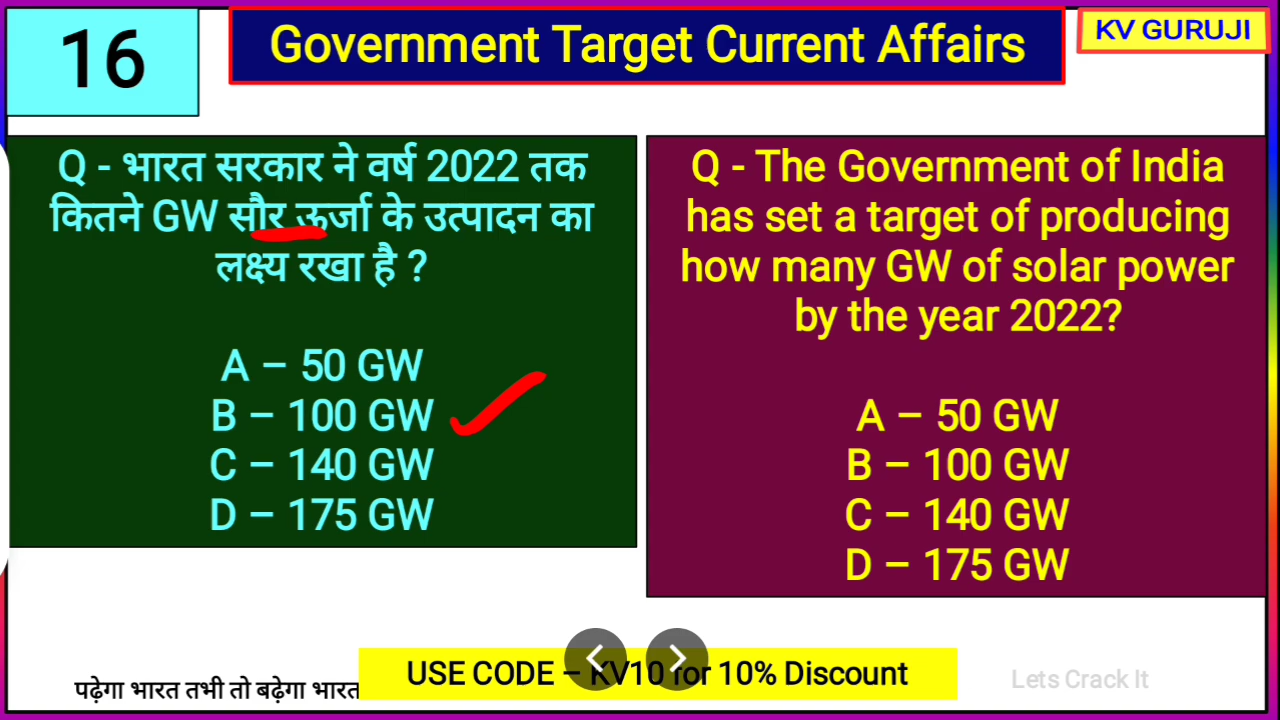 16
Government Target Current Affairs
KV GURUJI
Q - भारत सरकार ने वर्ष 2022 तक
कितने GW सौर ऊर्जा के उत्पादन का
लक्ष्य रखा है ?
A – 50 GW
B – 100 GW
C – 140 GW
D – 175 GW
Q - The Government of India
has set a target of producing
how many GW of solar power
by the year 2022?
A – 50 GW
B – 100 GW
C – 140 GW
D – 175 GW
पढ़ेगा भारत तभी तो बढ़ेगा भारत
USE CODE – KV10 for 10% Discount
Lets Crack It